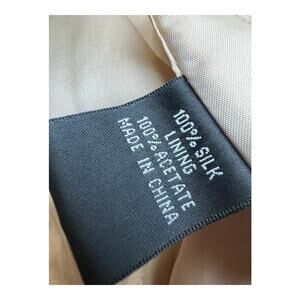 100% SILK
LINING
100% ACETATE
MADE IN CHINA